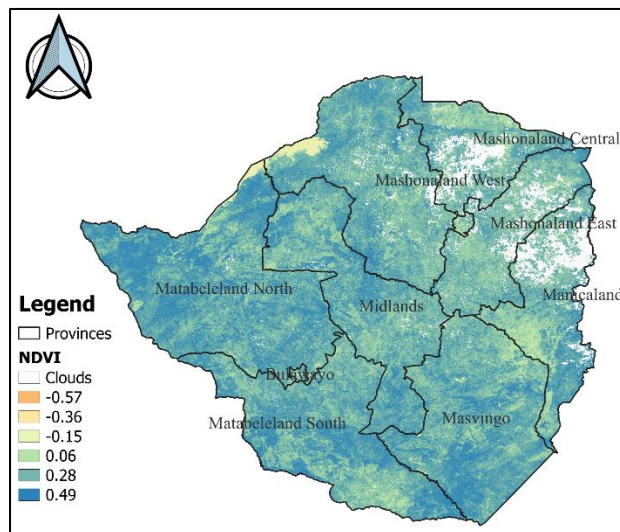 Mashonaland Central
Mashonaland West
Mashonaland East
Manicaland
Matabeleland North
Midlands
Bulawayo
Matabeleland South
Masvingo
Legend
Provinces
NDVI
Clouds
-0.57
-0.36
-0.15
0.06
0.28
0.49